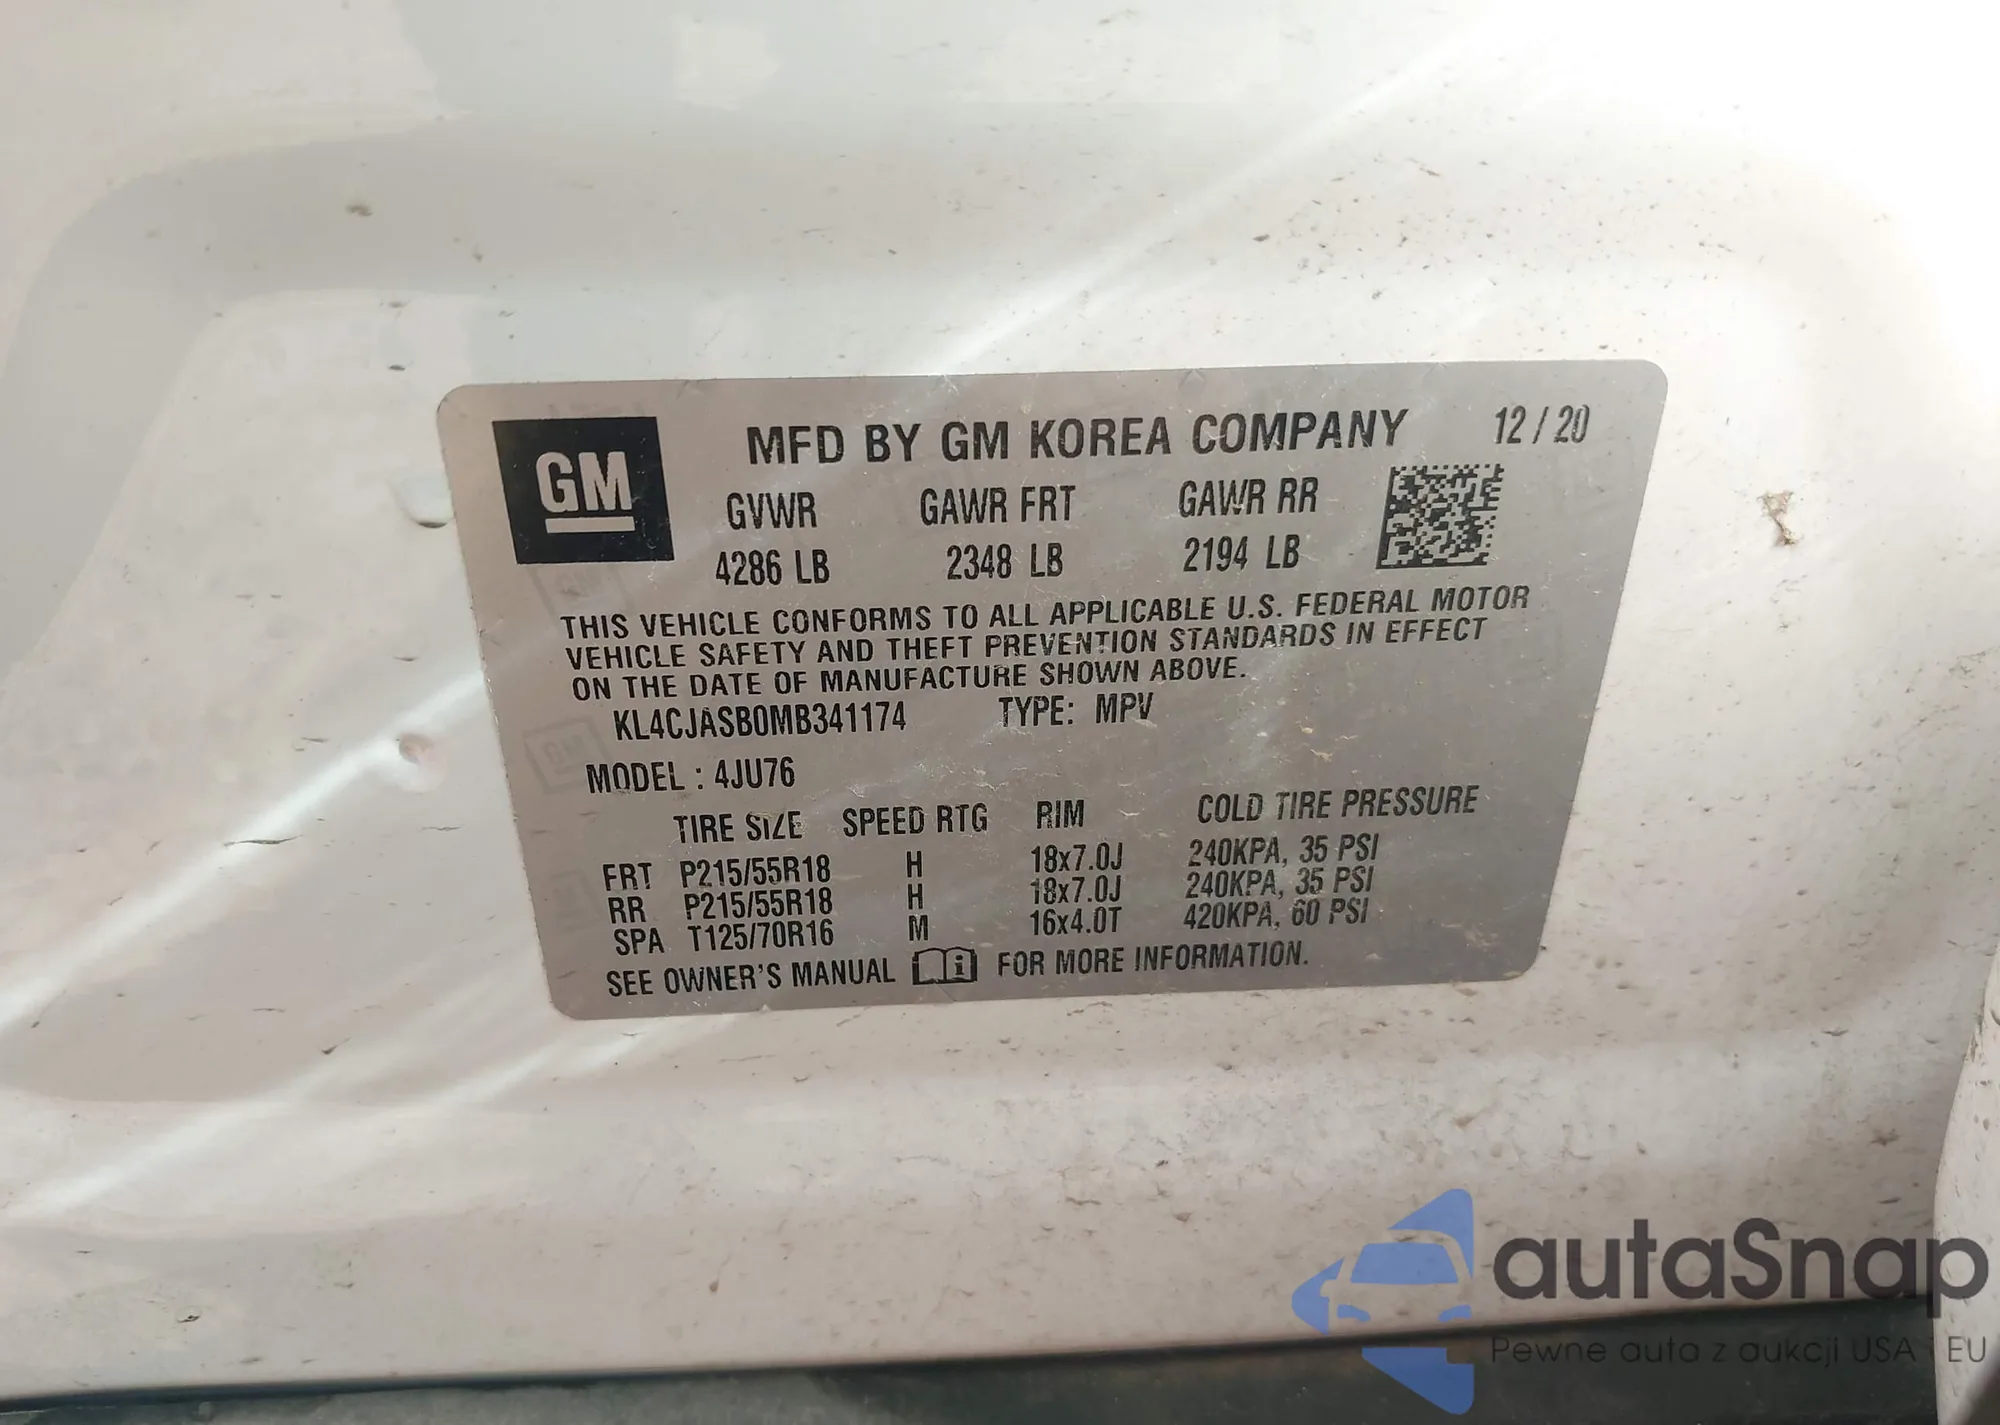 GM
MFD BY GM KOREA COMPANY 12/20
GVWR GAWR FRT GAWR RR
4286 LB 2348 LB 2194 LB
THIS VEHICLE CONFORMS TO ALL APPLICABLE U.S. FEDERAL MOTOR
VEHICLE SAFETY AND THEFT PREVENTION STANDARDS IN EFFECT
ON THE DATE OF MANUFACTURE SHOWN ABOVE.
KL4CJASB0MB341174 TYPE: MPV
MODEL : 4JU76
TIRE SIZE SPEED RTG RIM COLD TIRE PRESSURE
FRT P215/55R18 H 18x7.0J 240KPA, 35 PSI
RR P215/55R18 H 18x7.0J 240KPA, 35 PSI
SPA T125/70R16 M 16x4.0T 420KPA, 60 PSI
SEE OWNER'S MANUAL i FOR MORE INFORMATION.
autaSnap
Pewne auta z aukcji USA i EU